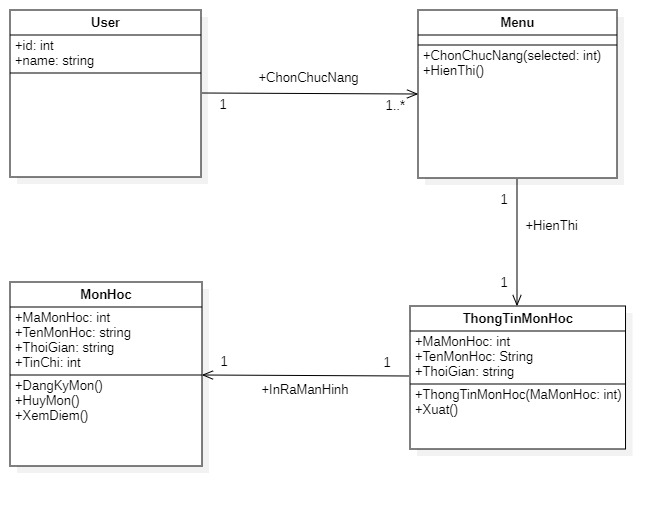 User
+id: int
+name: string
+ChonChucNang
1
1..*
Menu
+ChonChucNang(selected: int)
+HienThi()
1
+HienThi
1
MonHoc
+MaMonHoc: int
+TenMonHoc: string
+ThoiGian: string
+TinChi: int
+DangKyMon()
+HuyMon()
+XemDiem()
1
1
+InRaManHinh
ThongTinMonHoc
+MaMonHoc: int
+TenMonHoc: String
+ThoiGian: string
+ThongTinMonHoc(MaMonHoc: int)
+Xuat()